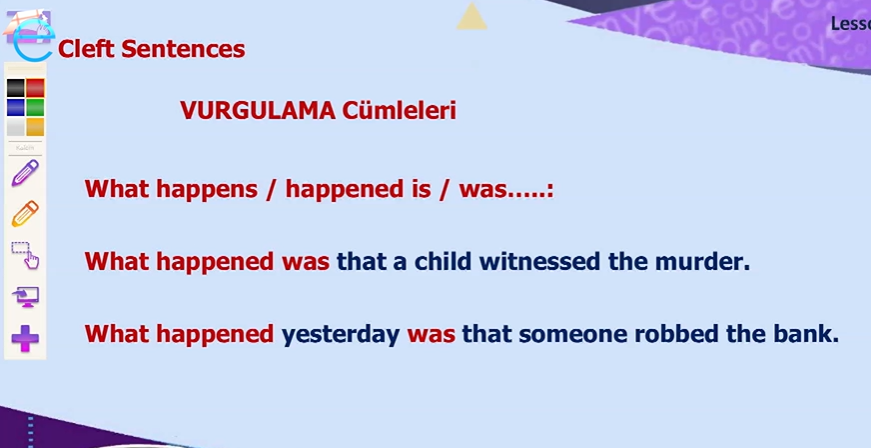 Lesso
Cleft Sentences
VURGULAMA Cümleleri
What happens / happened is / was.....:
What happened was that a child witnessed the murder.
What happened yesterday was that someone robbed the bank.